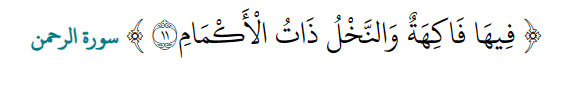 ﴿ فِيهَا فَاكِهَةٌ وَالنَّخْلُ ذَاتُ الْأَكْمَامِ ۝١١ ﴾ سورة الرحمن